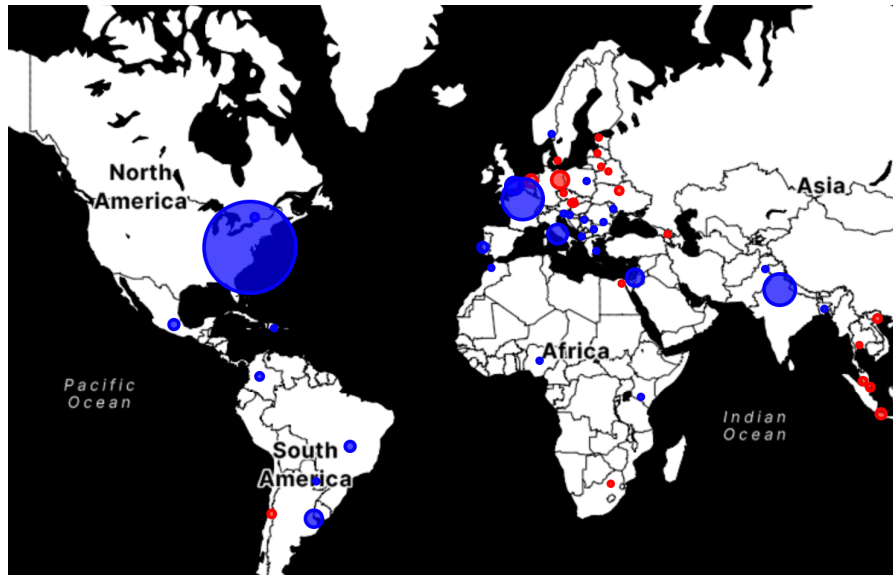 North
America
Asia
Africa
Pacific
Ocean
Indian
Ocean
South
America